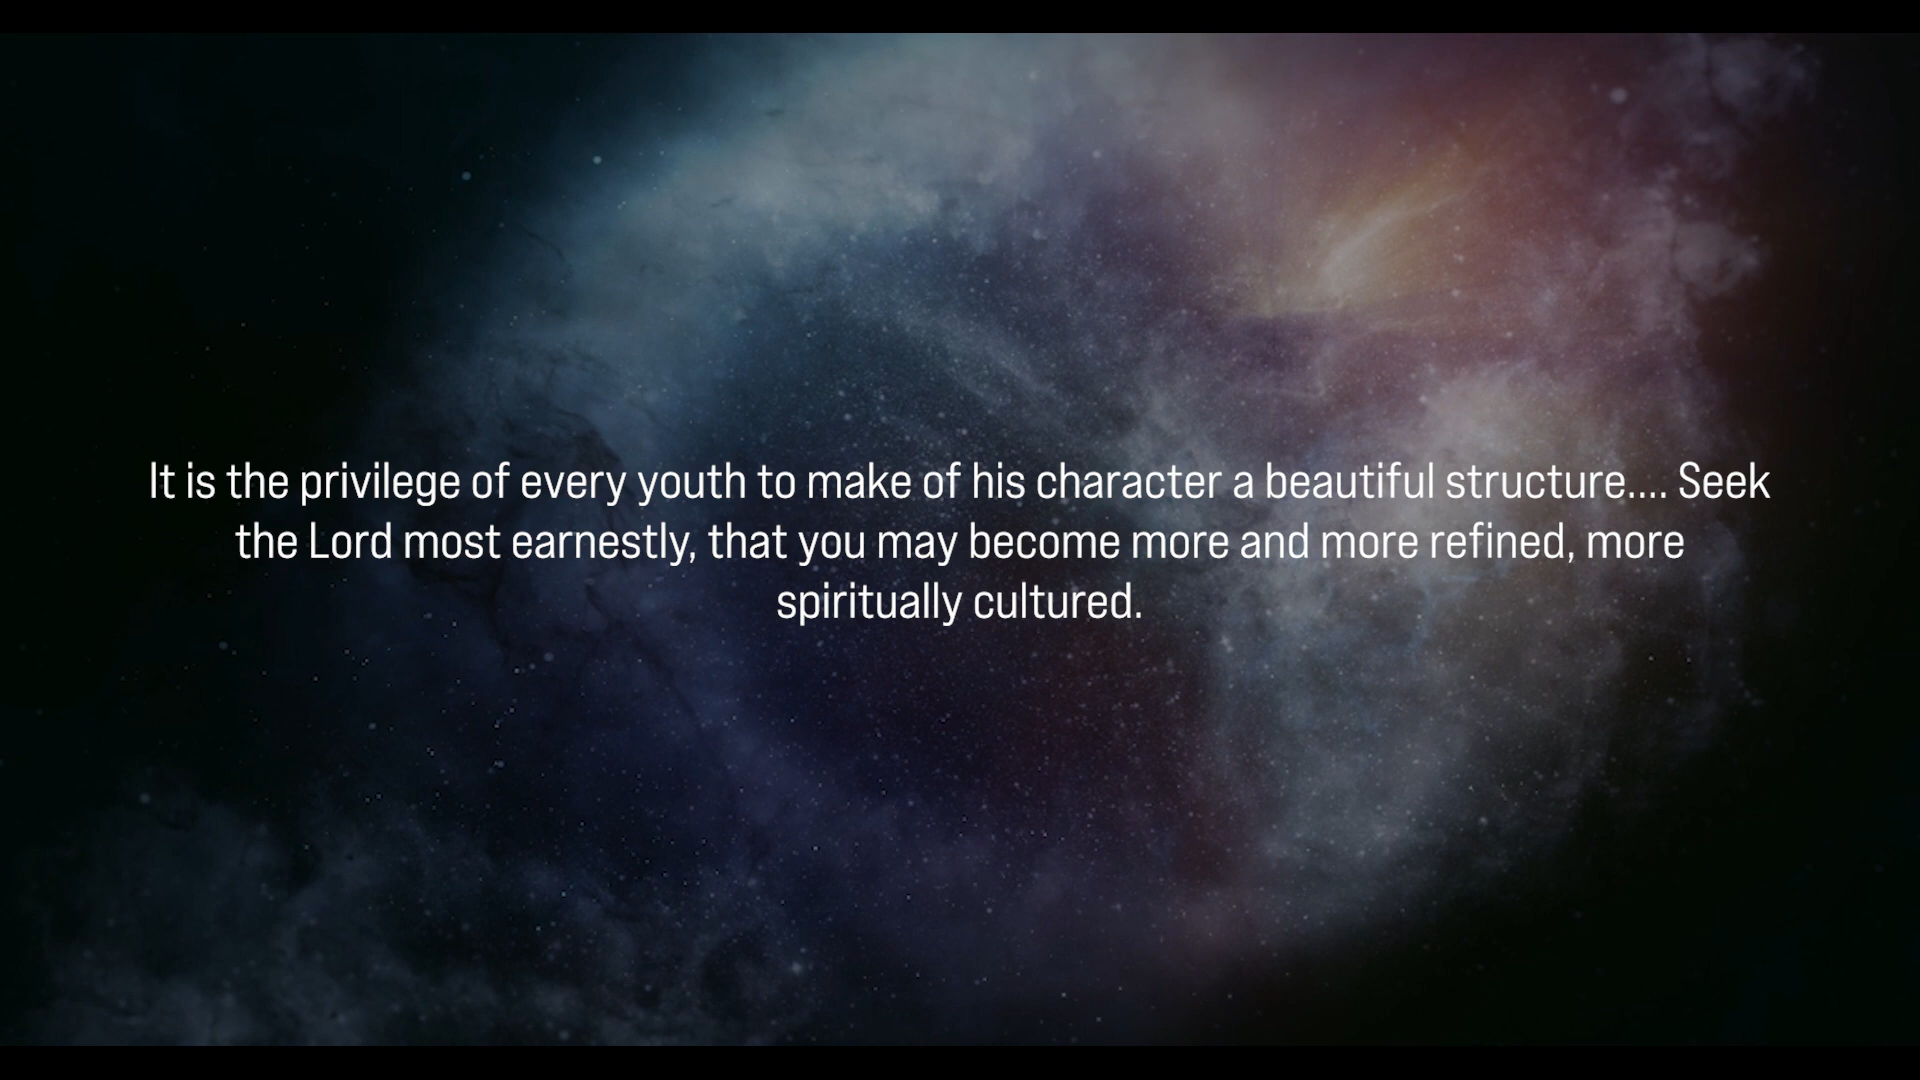 It is the privilege of every youth to make of his character a beautiful structure.... Seek
the Lord most earnestly, that you may become more and more refined, more
spiritually cultured.